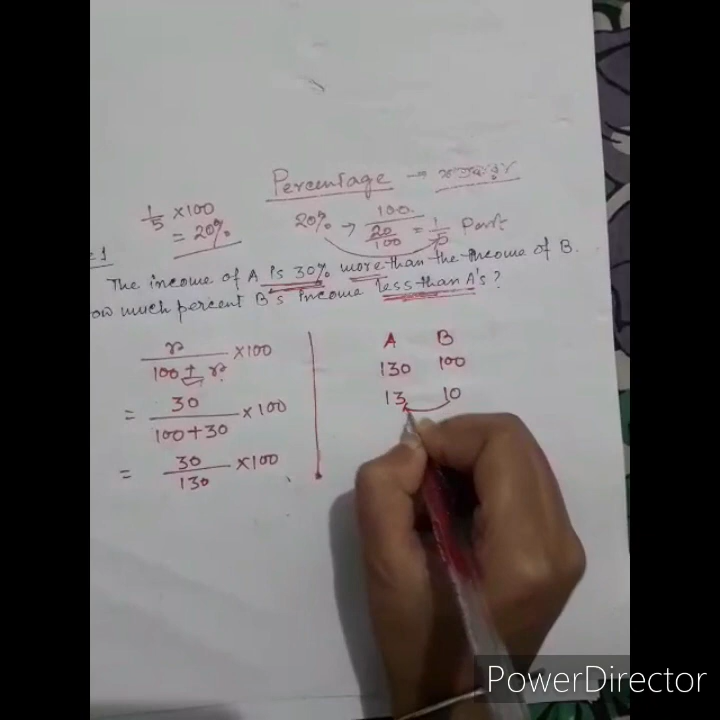 Percentage → শতকরা
1/5 ×100
= 20%
20% → 100.
20/100 = 1/5 Part
The income of A is 30% more than the income of B.
ow much percent B's income less than A's ?
r/100 + r ×100
= 30/100+30 ×100
= 30/130 ×100
A B
130 100
13 10
PowerDirector